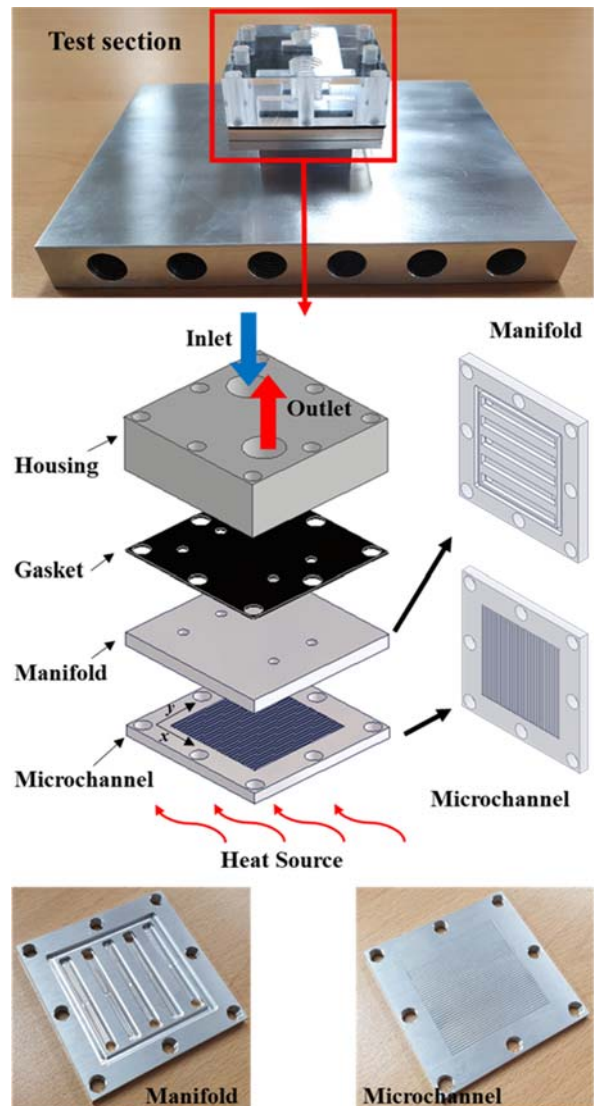 Test section
Inlet
Manifold
Outlet
Housing
Gasket
Manifold
y
x
Microchannel
Microchannel
Heat Source
Manifold
Microchannel